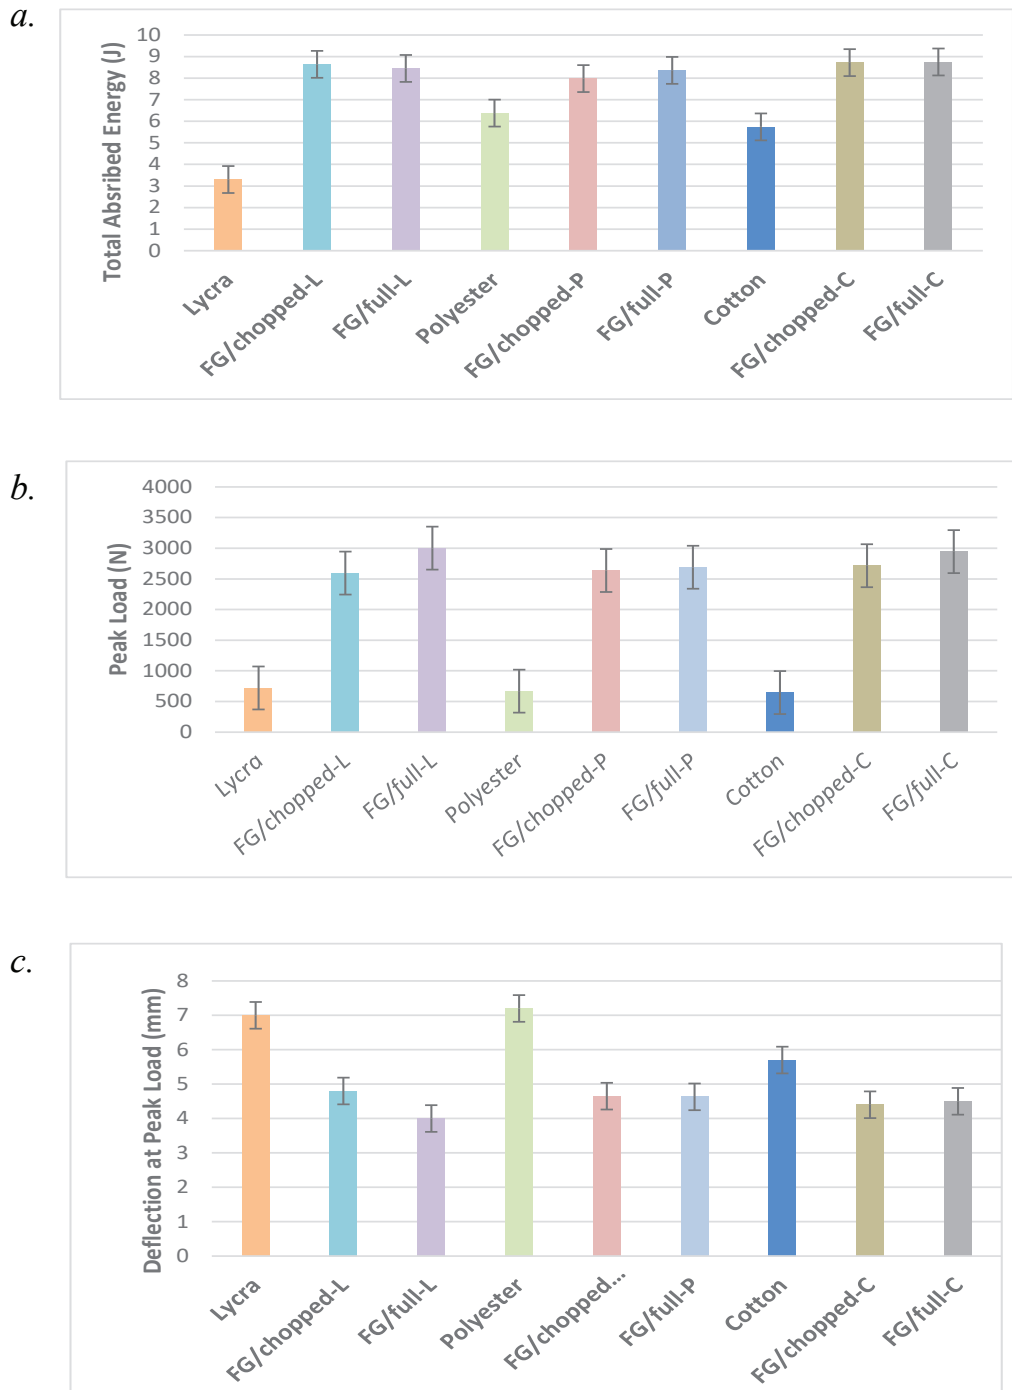 a.
Total Absribed Energy (J)
10
9
8
7
6
5
4
3
2
1
0
Lycra
FG/chopped-L
FG/full-L
Polyester
FG/chopped-P
FG/full-P
Cotton
FG/chopped-C
FG/full-C
b.
Peak Load (N)
4000
3500
3000
2500
2000
1500
1000
500
0
Lycra
FG/chopped-L
FG/full-L
Polyester
FG/chopped-P
FG/full-P
Cotton
FG/chopped-C
FG/full-C
c.
Deflection at Peak Load (mm)
8
7
6
5
4
3
2
1
0
Lycra
FG/chopped-L
FG/full-L
Polyester
FG/chopped...
FG/full-P
Cotton
FG/chopped-C
FG/full-C